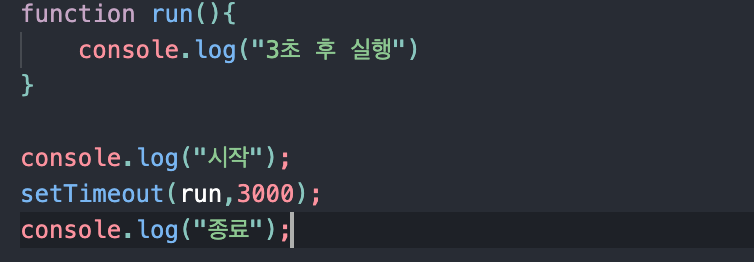 function run(){
    console.log("3초 후 실행")
}

console.log("시작");
setTimeout(run,3000);
console.log("종료");